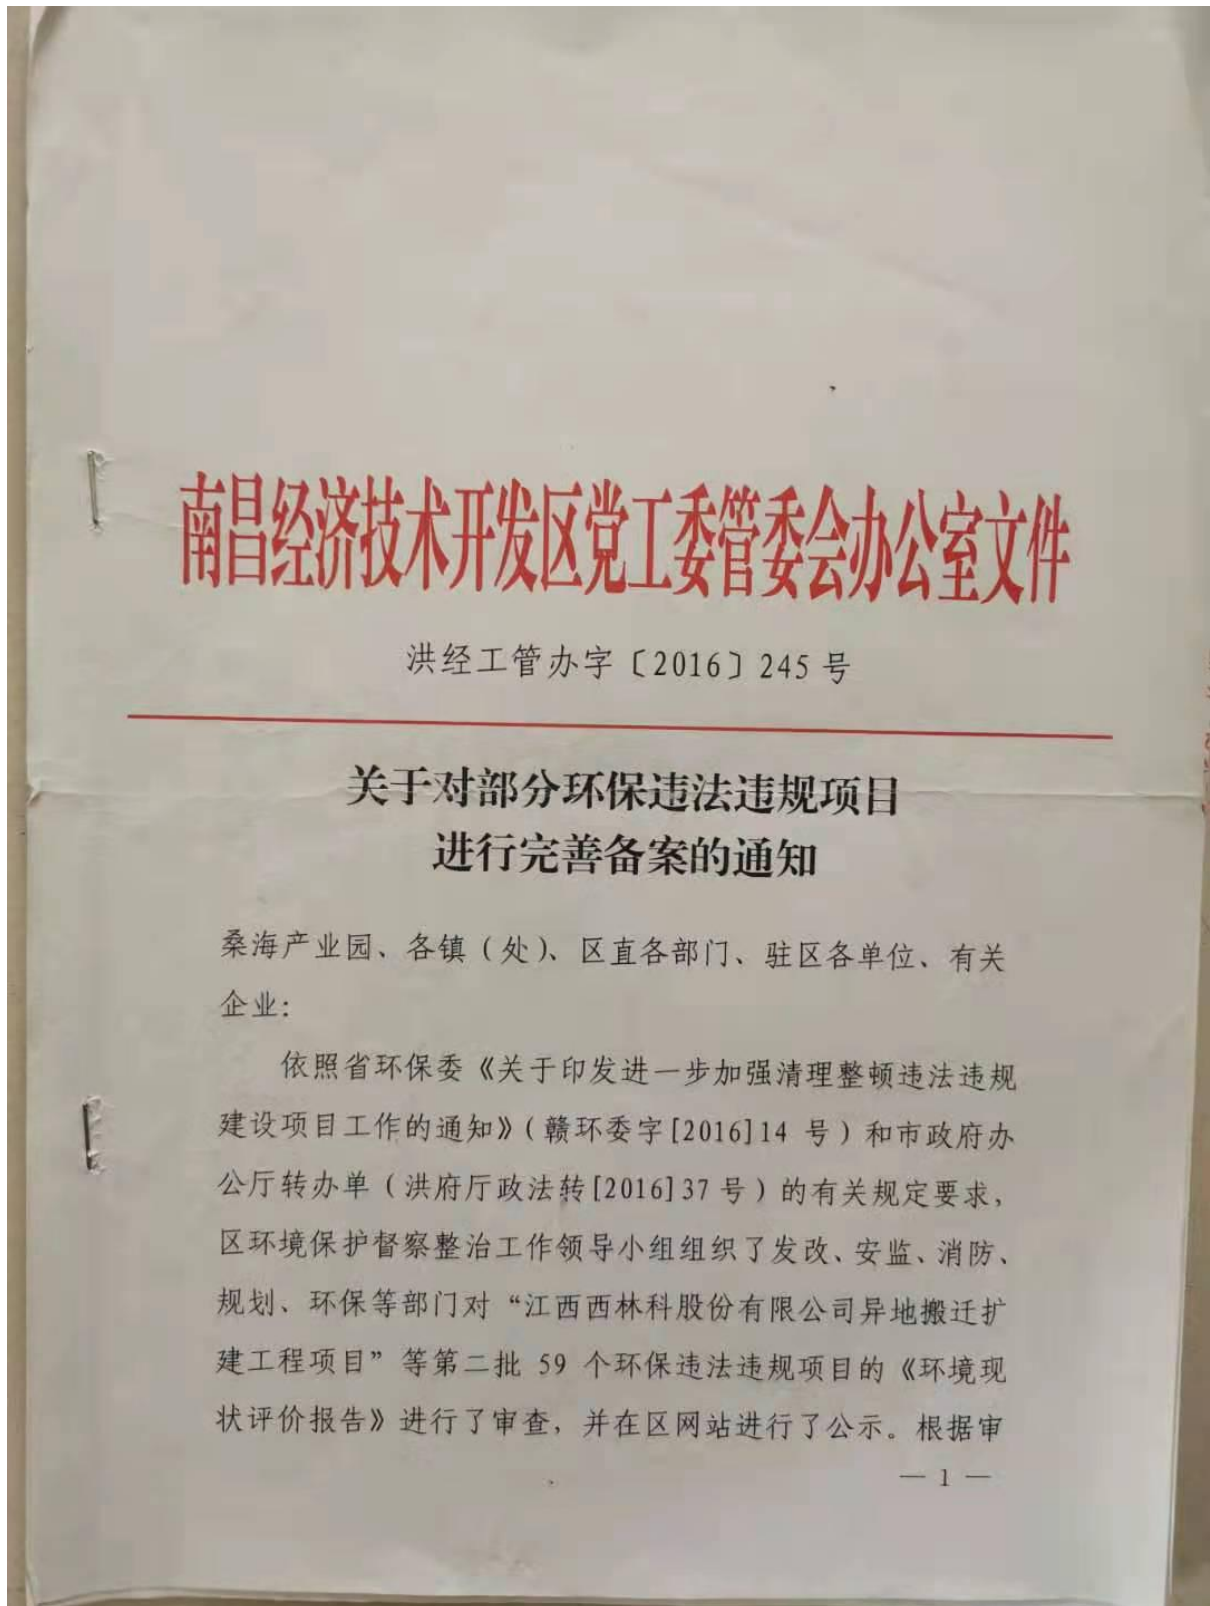 南昌经济技术开发区党工委管委会办公室文件
洪经工管办字〔2016〕245号
关于对部分环保违法违规项目
进行完善备案的通知
桑海产业园、各镇（处）、区直各部门、驻区各单位、有关
企业：
依照省环保委《关于印发进一步加强清理整顿违法违规
建设项目工作的通知》（赣环委字[2016]14 号）和市政府办
公厅转办单（洪府厅政法转[2016]37号）的有关规定要求，
区环境保护督察整治工作领导小组组织了发改、安监、消防、
规划、环保等部门对“江西西林科股份有限公司异地搬迁扩
建工程项目”等第二批 59 个环保违法违规项目的《环境现
状评价报告》进行了审查，并在区网站进行了公示。根据审
— 1 —